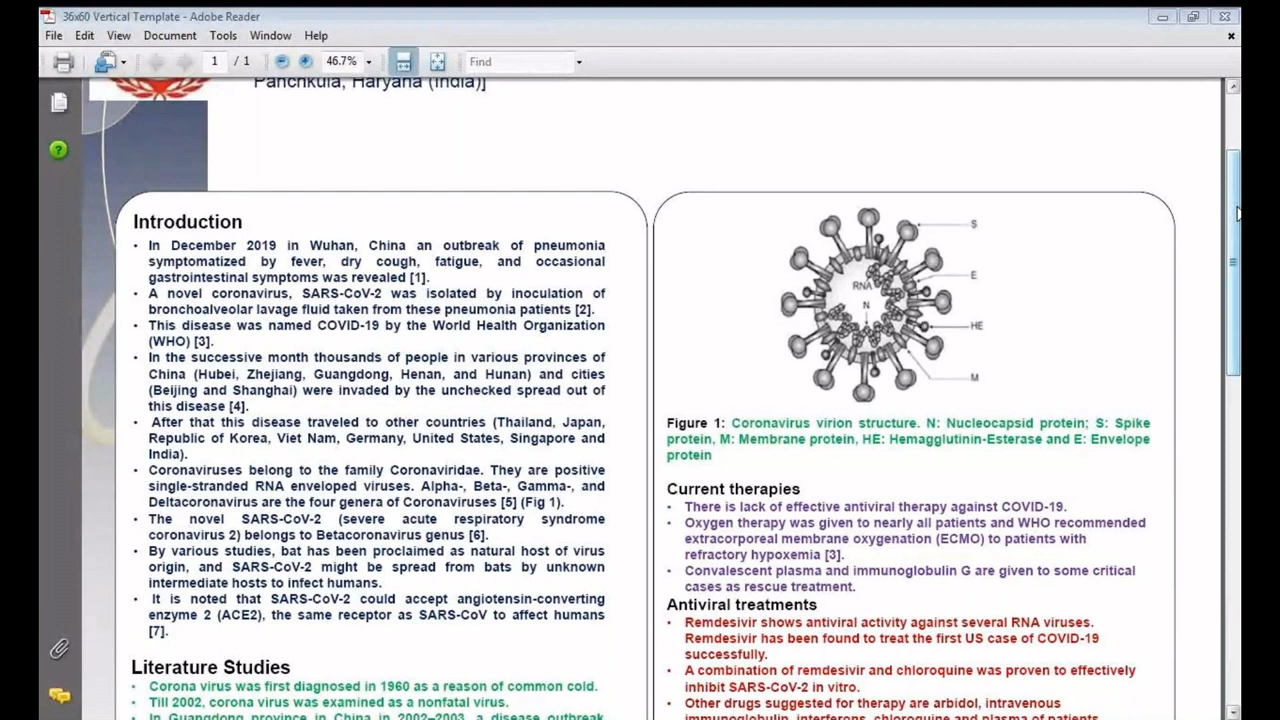 36x60 Vertical Template - Adobe Reader
File Edit View Document Tools Window Help
1 / 1 46.7% Find
Panchkula, Haryana (India)]
Introduction
• In December 2019 in Wuhan, China an outbreak of pneumonia
symptomatized by fever, dry cough, fatigue, and occasional
gastrointestinal symptoms was revealed [1].
• A novel coronavirus, SARS-CoV-2 was isolated by inoculation of
bronchoalveolar lavage fluid taken from these pneumonia patients [2].
• This disease was named COVID-19 by the World Health Organization
(WHO) [3].
• In the successive month thousands of people in various provinces of
China (Hubei, Zhejiang, Guangdong, Henan, and Hunan) and cities
(Beijing and Shanghai) were invaded by the unchecked spread out of
this disease [4].
• After that this disease traveled to other countries (Thailand, Japan,
Republic of Korea, Viet Nam, Germany, United States, Singapore and
India).
• Coronaviruses belong to the family Coronaviridae. They are positive
single-stranded RNA enveloped viruses. Alpha-, Beta-, Gamma-, and
Deltacoronavirus are the four genera of Coronaviruses [5] (Fig 1).
• The novel SARS-CoV-2 (severe acute respiratory syndrome
coronavirus 2) belongs to Betacoronavirus genus [6].
• By various studies, bat has been proclaimed as natural host of virus
origin, and SARS-CoV-2 might be spread from bats by unknown
intermediate hosts to infect humans.
• It is noted that SARS-CoV-2 could accept angiotensin-converting
enzyme 2 (ACE2), the same receptor as SARS-CoV to affect humans
[7].
Literature Studies
• Corona virus was first diagnosed in 1960 as a reason of common cold.
• Till 2002, corona virus was examined as a nonfatal virus.
• In Guangdong province in China in 2002–2003, a disease outbreak
S
E
RNA
N
HE
M
Figure 1: Coronavirus virion structure. N: Nucleocapsid protein; S: Spike
protein, M: Membrane protein, HE: Hemagglutinin-Esterase and E: Envelope
protein
Current therapies
• There is lack of effective antiviral therapy against COVID-19.
• Oxygen therapy was given to nearly all patients and WHO recommended
extracorporeal membrane oxygenation (ECMO) to patients with
refractory hypoxemia [3].
• Convalescent plasma and immunoglobulin G are given to some critical
cases as rescue treatment.
Antiviral treatments
• Remdesivir shows antiviral activity against several RNA viruses.
Remdesivir has been found to treat the first US case of COVID-19
successfully.
• A combination of remdesivir and chloroquine was proven to effectively
inhibit SARS-CoV-2 in vitro.
• Other drugs suggested for therapy are arbidol, intravenous
immunoglobulin, interferons, chloroquine and plasma of patients